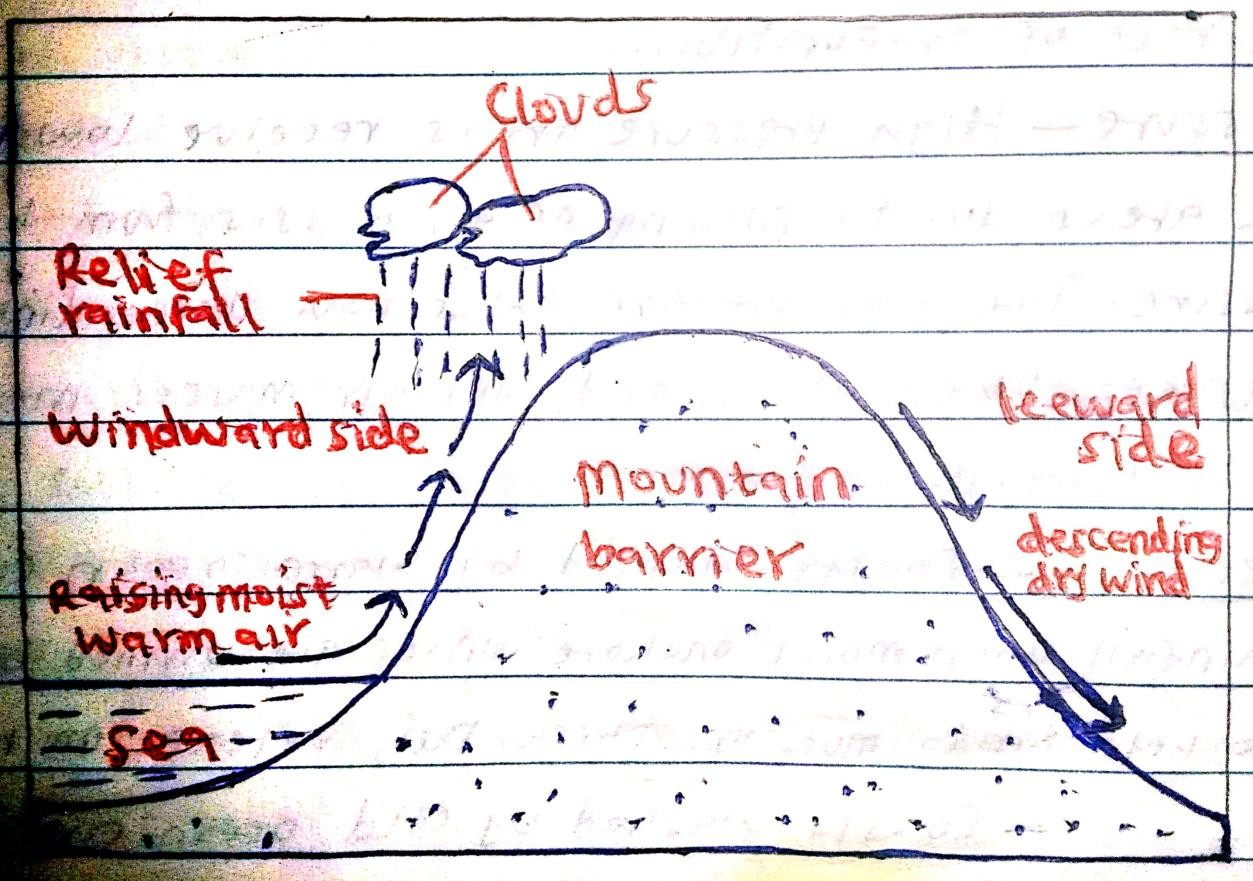 Clouds
Relief
rainfall
Windward side
leeward
side
Mountain
barrier
descending
dry wind
Raising moist
warm air
Sea